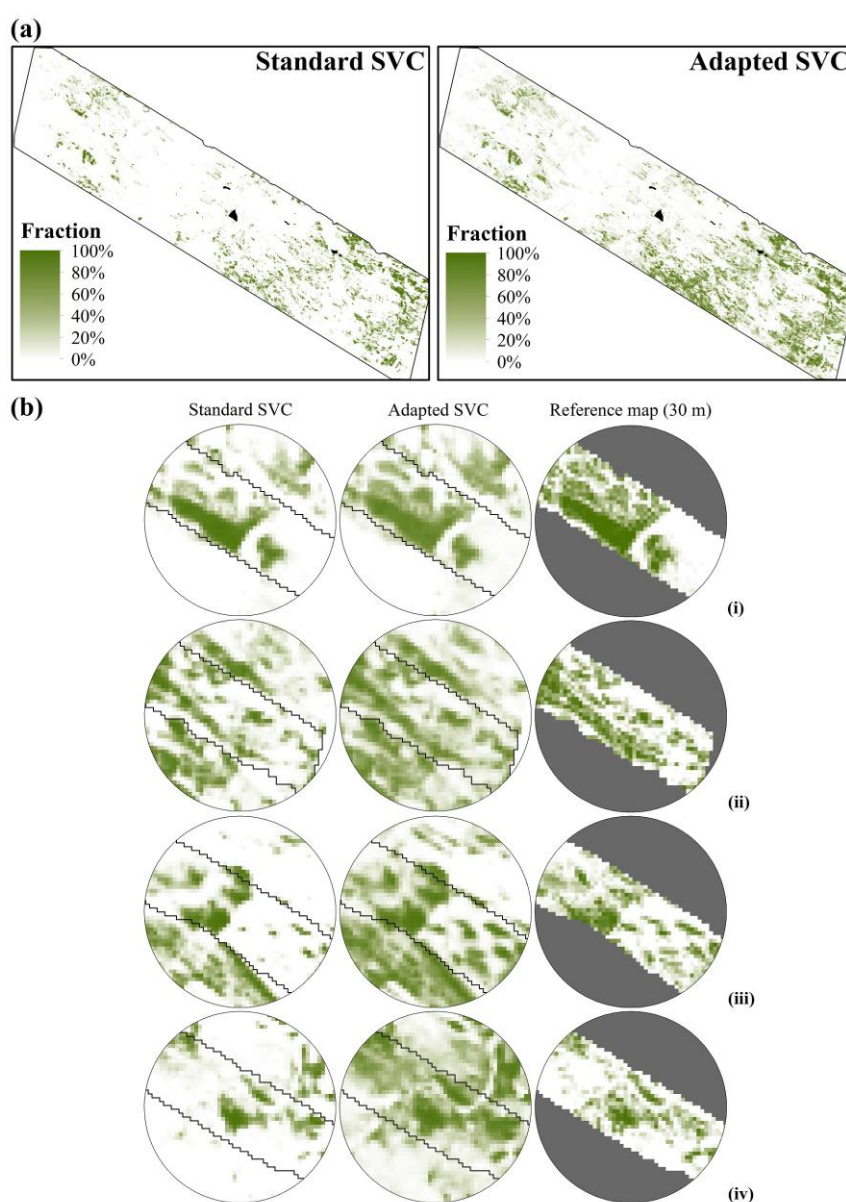 (a)
Standard SVC
Adapted SVC
Fraction
100%
80%
60%
40%
20%
0%
Fraction
100%
80%
60%
40%
20%
0%
(b)
Standard SVC
Adapted SVC
Reference map (30 m)
(i)
(ii)
(iii)
(iv)